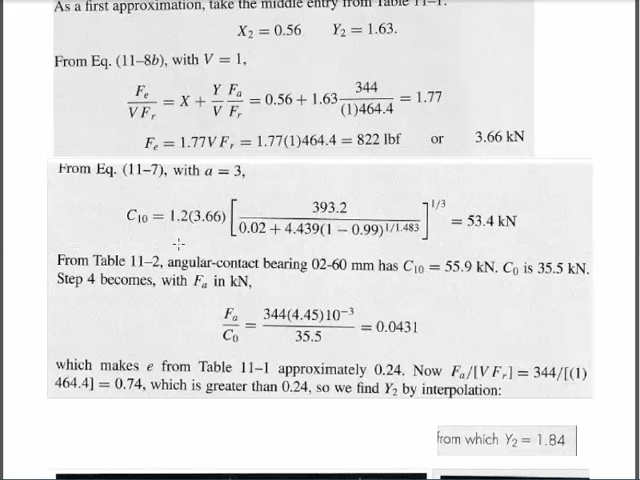 As a first approximation, take the middle entry from Table 11–1.
X₂ = 0.56    Y₂ = 1.63.
From Eq. (11–8b), with V = 1,
Fₑ/(V Fᵣ) = X + (Y/V)(Fₐ/Fᵣ) = 0.56 + 1.63 344/((1)464.4) = 1.77
Fₑ = 1.77V Fᵣ = 1.77(1)464.4 = 822 lbf    or    3.66 kN
From Eq. (11–7), with a = 3,
C₁₀ = 1.2(3.66) [393.2/(0.02 + 4.439(1 – 0.99)^1/1.483)]^1/3 = 53.4 kN
From Table 11–2, angular-contact bearing 02-60 mm has C₁₀ = 55.9 kN. C₀ is 35.5 kN.
Step 4 becomes, with Fₐ in kN,
Fₐ/C₀ = 344(4.45)10⁻³/35.5 = 0.0431
which makes e from Table 11–1 approximately 0.24. Now Fₐ/[V Fᵣ] = 344/[(1)
464.4] = 0.74, which is greater than 0.24, so we find Y₂ by interpolation:
from which Y₂ = 1.84